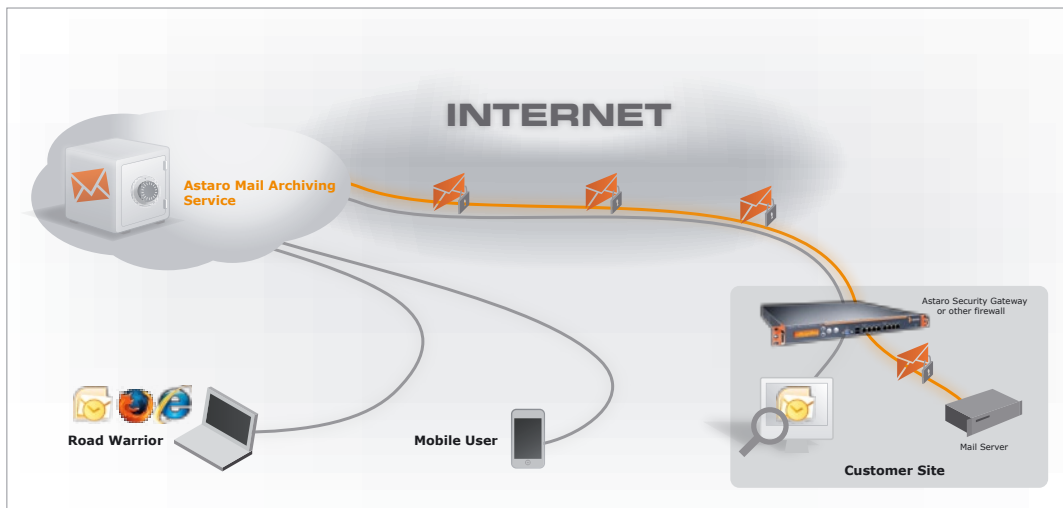 INTERNET
Astaro Mail Archiving
Service
Astaro Security Gateway
or other firewall
Road Warrior
Mobile User
Mail Server
Customer Site